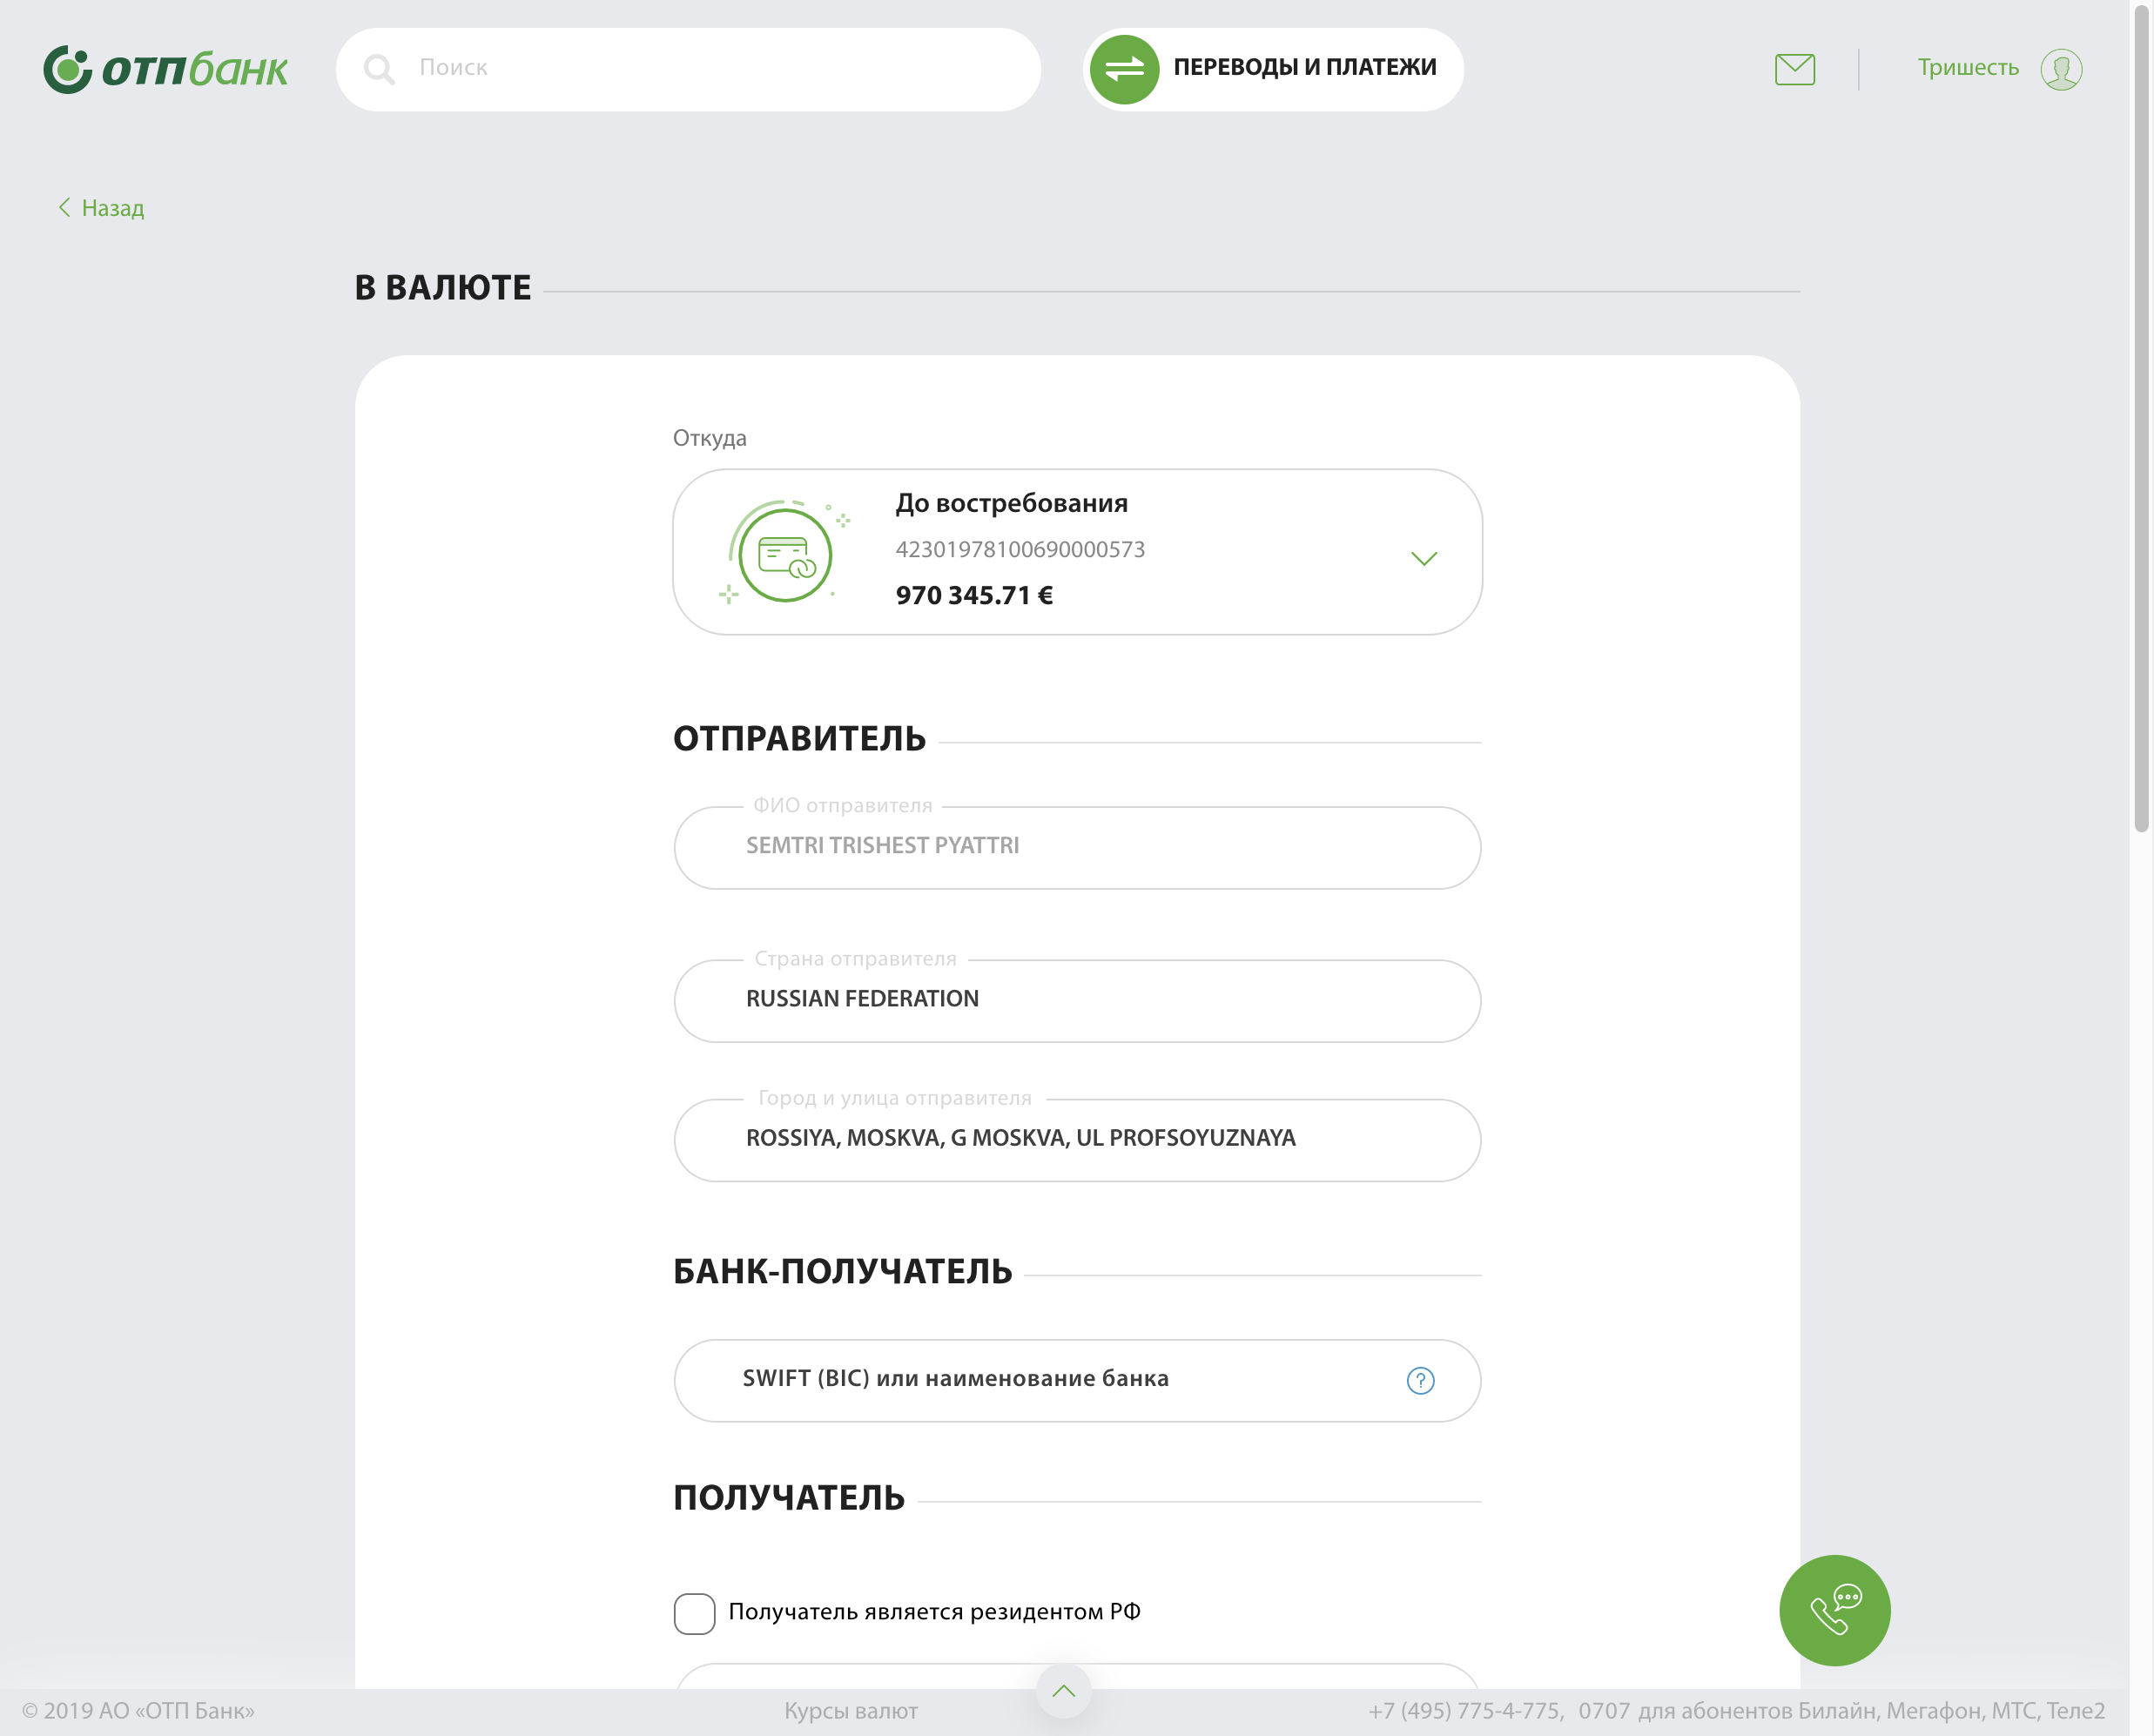 отпбанк
Поиск
ПЕРЕВОДЫ И ПЛАТЕЖИ
Тришесть
Назад
В ВАЛЮТЕ
Откуда
До востребования
42301978100690000573
970 345.71 €
ОТПРАВИТЕЛЬ
ФИО отправителя
SEMTRI TRISHEST PYATTRI
Страна отправителя
RUSSIAN FEDERATION
Город и улица отправителя
ROSSIYA, MOSKVA, G MOSKVA, UL PROFSOYUZNAYA
БАНК-ПОЛУЧАТЕЛЬ
SWIFT (BIC) или наименование банка
?
ПОЛУЧАТЕЛЬ
Получатель является резидентом РФ
© 2019 АО «ОТП Банк»
Курсы валют
+7 (495) 775-4-775, 0707 для абонентов Билайн, Мегафон, МТС, Теле2